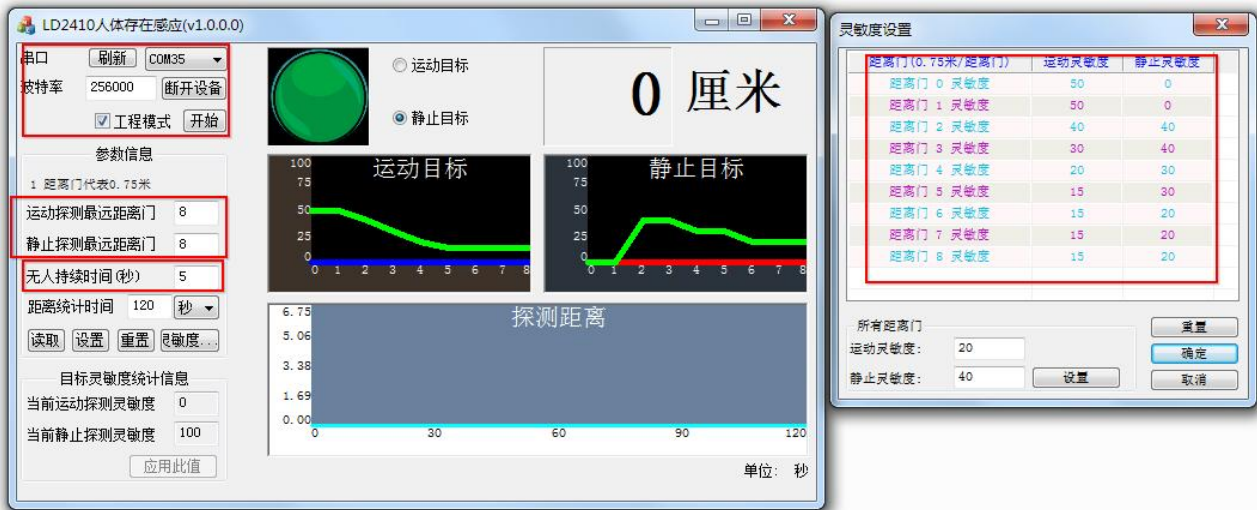 LD2410人体存在感应(v1.0.0.0)
串口 刷新 COM35
波特率 256000 断开设备
工程模式 开始
参数信息
1 距离门代表0.75米
运动探测最远距离门 8
静止探测最远距离门 8
无人持续时间(秒) 5
距离统计时间 120 秒
读取 设置 重置 灵敏度...
目标灵敏度统计信息
当前运动探测灵敏度 0
当前静止探测灵敏度 100
应用此值
运动目标
静止目标
0 厘米
运动目标
100
75
50
25
0
0 1 2 3 4 5 6 7 8
静止目标
100
75
50
25
0
0 1 2 3 4 5 6 7 8
探测距离
6.75
5.06
3.38
1.69
0.00
0 30 60 90 120
单位: 秒
灵敏度设置
距离门(0.75米/距离门) 运动灵敏度 静止灵敏度
距离门 0 灵敏度 50 0
距离门 1 灵敏度 50 0
距离门 2 灵敏度 40 40
距离门 3 灵敏度 30 40
距离门 4 灵敏度 20 30
距离门 5 灵敏度 15 30
距离门 6 灵敏度 15 20
距离门 7 灵敏度 15 20
距离门 8 灵敏度 15 20
所有距离门
运动灵敏度: 20
静止灵敏度: 40 设置
重置
确定
取消